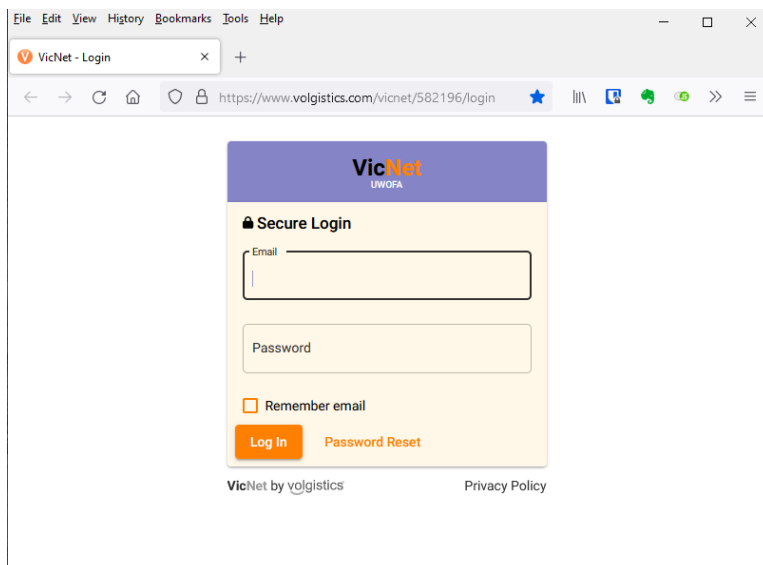 File Edit View History Bookmarks Tools Help
VicNet - Login
https://www.volgistics.com/vicnet/582196/login
VicNet
UWOFA
Secure Login
Email
Password
Remember email
Log In Password Reset
VicNet by volgistics Privacy Policy